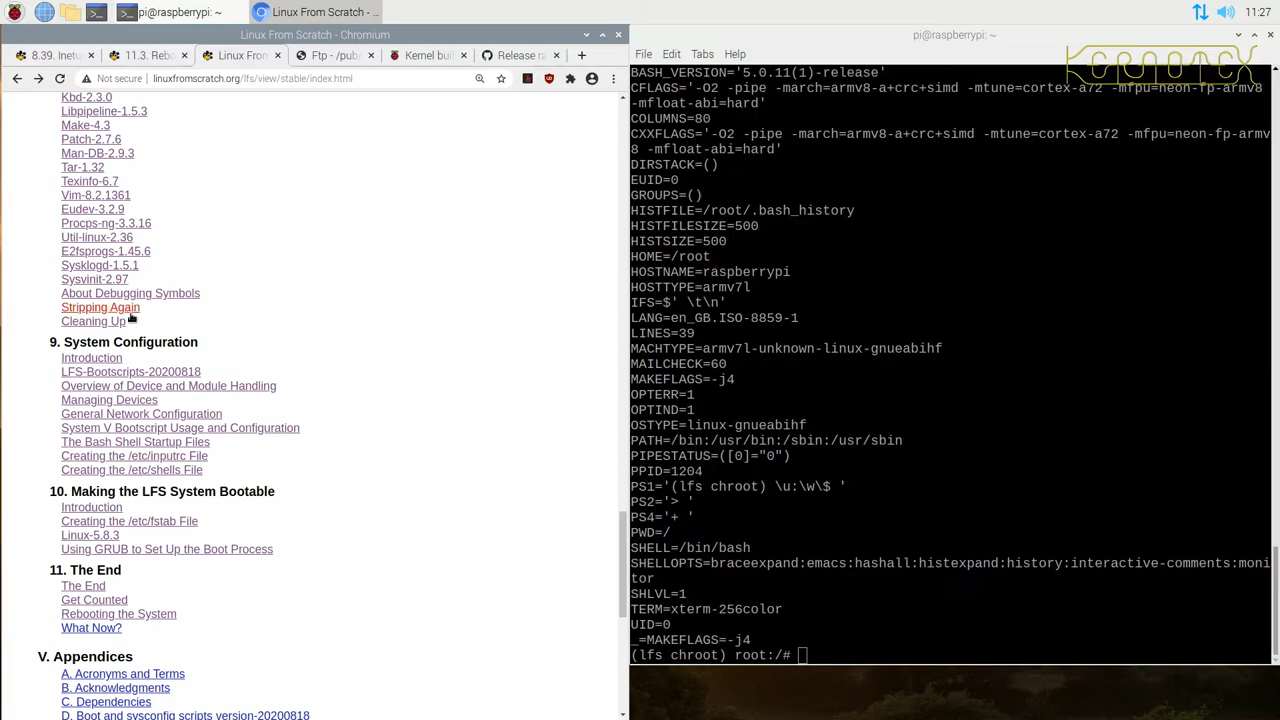 pi@raspberrypi: ~
Linux From Scratch - ...
11:27
Linux From Scratch - Chromium
8.39. Inetu
11.3. Rebo
Linux From
Ftp - /pub/
Kernel buil
Release ra
Not secure
linuxfromscratch.org/lfs/view/stable/index.html
Kbd-2.3.0
Libpipeline-1.5.3
Make-4.3
Patch-2.7.6
Man-DB-2.9.3
Tar-1.32
Texinfo-6.7
Vim-8.2.1361
Eudev-3.2.9
Procps-ng-3.3.16
Util-linux-2.36
E2fsprogs-1.45.6
Sysklogd-1.5.1
Sysvinit-2.97
About Debugging Symbols
Stripping Again
Cleaning Up
9. System Configuration
Introduction
LFS-Bootscripts-20200818
Overview of Device and Module Handling
Managing Devices
General Network Configuration
System V Bootscript Usage and Configuration
The Bash Shell Startup Files
Creating the /etc/inputrc File
Creating the /etc/shells File
10. Making the LFS System Bootable
Introduction
Creating the /etc/fstab File
Linux-5.8.3
Using GRUB to Set Up the Boot Process
11. The End
The End
Get Counted
Rebooting the System
What Now?
V. Appendices
A. Acronyms and Terms
B. Acknowledgments
C. Dependencies
D. Boot and sysconfig scripts version-20200818
pi@raspberrypi: ~
File Edit Tabs Help
BASH_VERSION='5.0.11(1)-release'
CFLAGS='-O2 -pipe -march=armv8-a+crc+simd -mtune=cortex-a72 -mfpu=neon-fp-armv8
-mfloat-abi=hard'
COLUMNS=80
CXXFLAGS='-O2 -pipe -march=armv8-a+crc+simd -mtune=cortex-a72 -mfpu=neon-fp-armv
8 -mfloat-abi=hard'
DIRSTACK=()
EUID=0
GROUPS=()
HISTFILE=/root/.bash_history
HISTFILESIZE=500
HISTSIZE=500
HOME=/root
HOSTNAME=raspberrypi
HOSTTYPE=armv7l
IFS=$' \t\n'
LANG=en_GB.ISO-8859-1
LINES=39
MACHTYPE=armv7l-unknown-linux-gnueabihf
MAILCHECK=60
MAKEFLAGS=-j4
OPTERR=1
OPTIND=1
OSTYPE=linux-gnueabihf
PATH=/bin:/usr/bin:/sbin:/usr/sbin
PIPESTATUS=([0]="0")
PPID=1204
PS1='(lfs chroot) \u:\w\$ '
PS2='> '
PS4='+ '
PWD=/
SHELL=/bin/bash
SHELLOPTS=braceexpand:emacs:hashall:histexpand:history:interactive-comments:moni
tor
SHLVL=1
TERM=xterm-256color
UID=0
_=MAKEFLAGS=-j4
(lfs chroot) root:/#